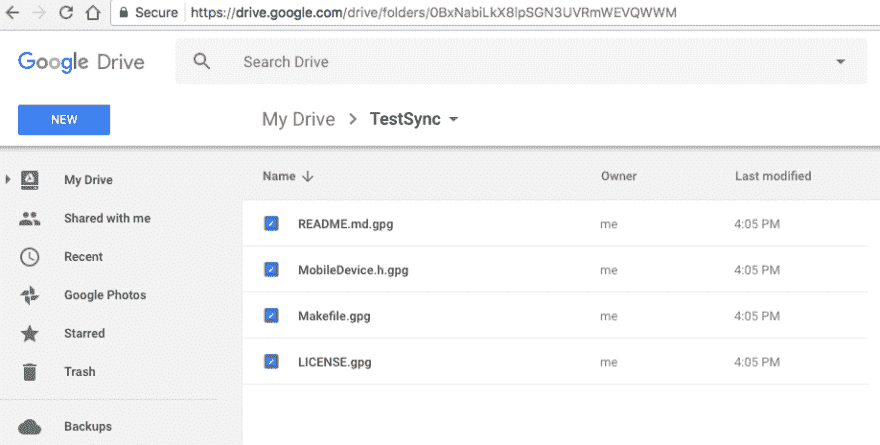 Secure https://drive.google.com/drive/folders/0BxNabiLkX8lpSGN3UVRmWEVQWWM
Google Drive Search Drive
NEW My Drive > TestSync
My Drive Name Owner Last modified
Shared with me README.md.gpg me 4:05 PM
Recent MobileDevice.h.gpg me 4:05 PM
Google Photos Makefile.gpg me 4:05 PM
Starred LICENSE.gpg me 4:05 PM
Trash
Backups